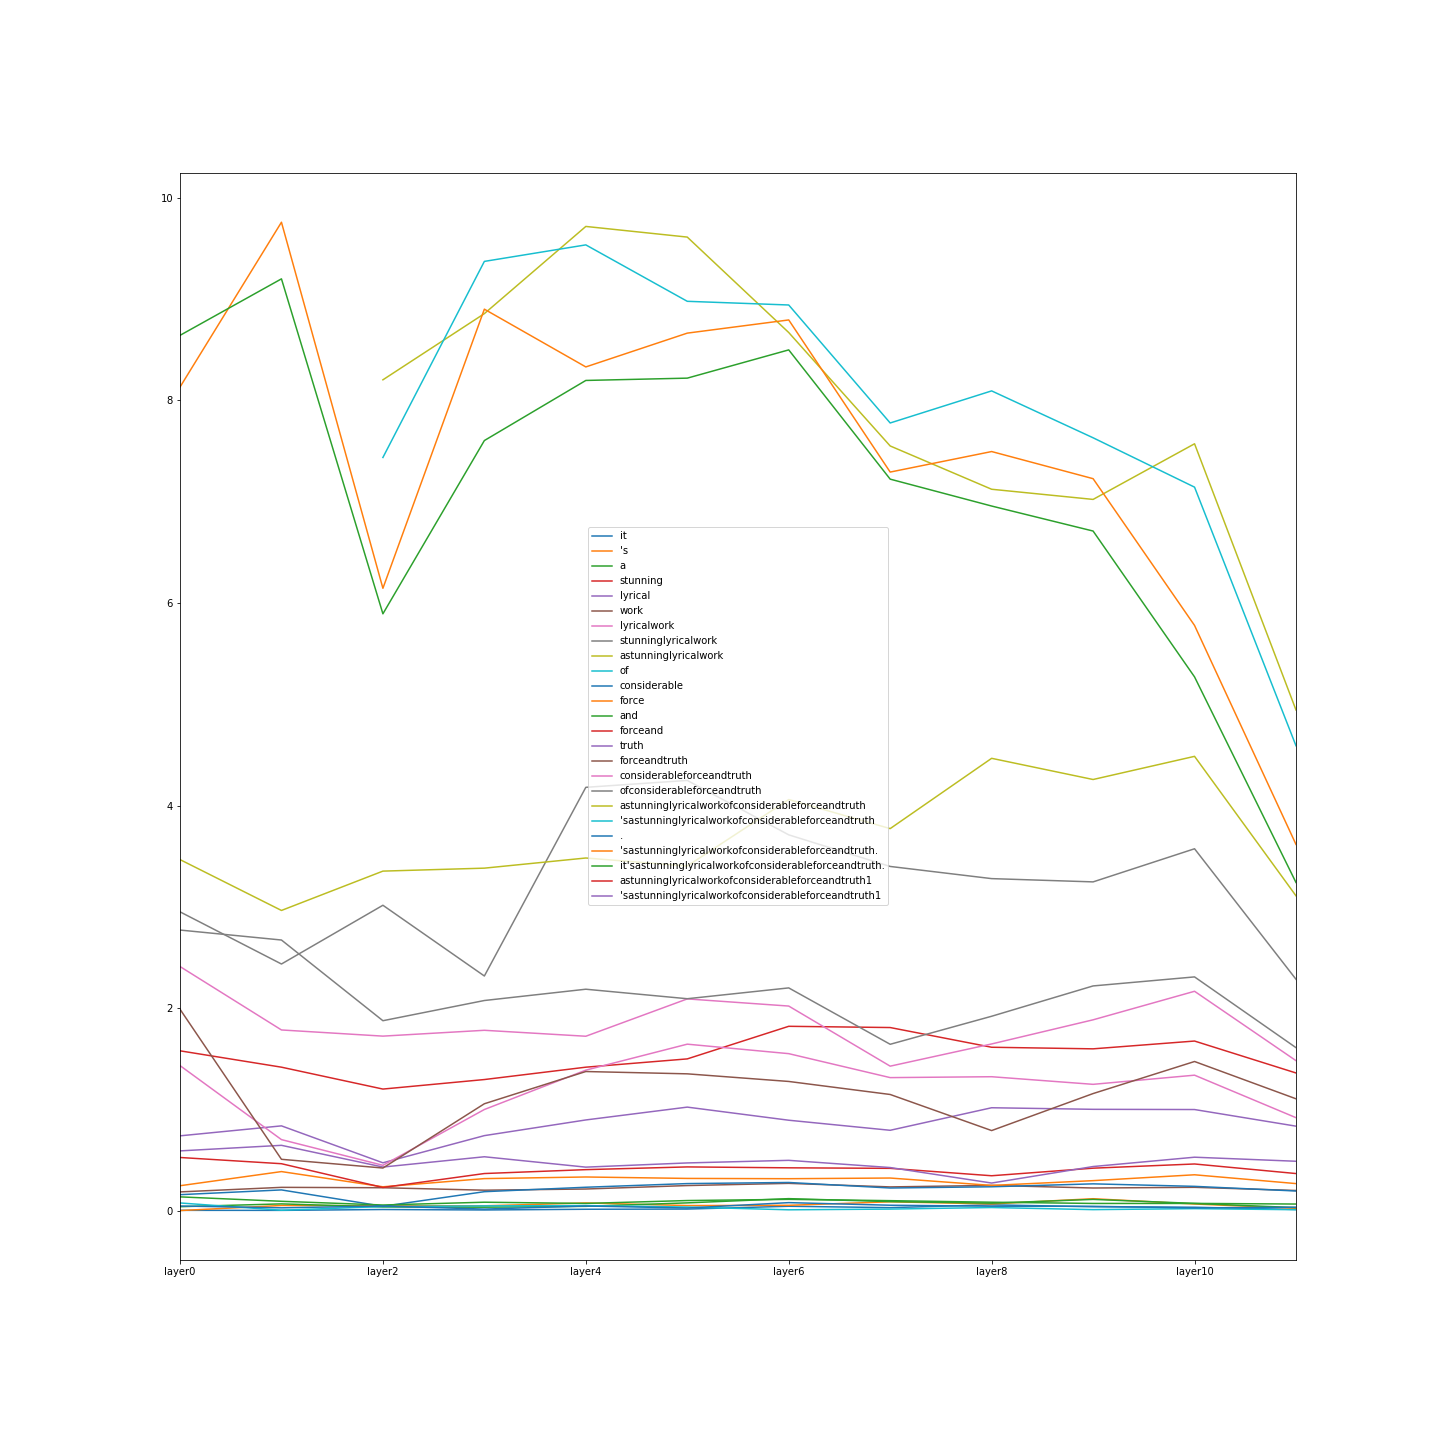 10
8
6
4
2
0
it
's
a
stunning
lyrical
work
lyricalwork
stunninglyricalwork
astunninglyricalwork
of
considerable
force
and
forceand
truth
forceandtruth
considerableforceandtruth
ofconsiderableforceandtruth
astunninglyricalworkofconsiderableforceandtruth
'sastunninglyricalworkofconsiderableforceandtruth
.
'sastunninglyricalworkofconsiderableforceandtruth.
it'sastunninglyricalworkofconsiderableforceandtruth.
astunninglyricalworkofconsiderableforceandtruth1
'sastunninglyricalworkofconsiderableforceandtruth1
layer0 layer2 layer4 layer6 layer8 layer10